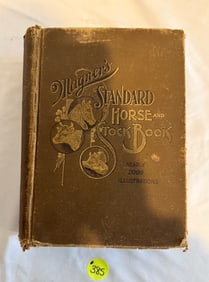 Magner's
STANDARD
HORSE AND
STOCK BOOK
NEARLY
2000
ILLUSTRATIONS
385